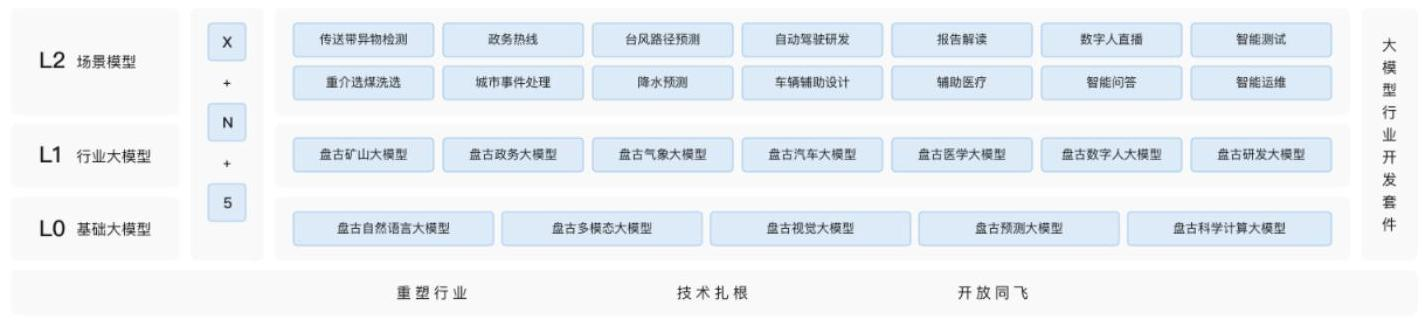 L2 场景模型
X
+
N
+
5
传送带异物检测 政务热线 台风路径预测 自动驾驶研发 报告解读 数字人直播 智能测试
重介选煤洗选 城市事件处理 降水预测 车辆辅助设计 辅助医疗 智能问答 智能运维
L1 行业大模型
盘古矿山大模型 盘古政务大模型 盘古气象大模型 盘古汽车大模型 盘古医学大模型 盘古数字人大模型 盘古研发大模型
L0 基础大模型
盘古自然语言大模型 盘古多模态大模型 盘古视觉大模型 盘古预测大模型 盘古科学计算大模型
大模型行业开发套件
重塑行业 技术扎根 开放同飞